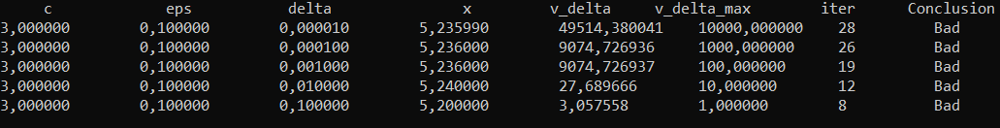 c eps delta x v_delta v_delta_max iter Conclusion
3,000000 0,100000 0,000010 5,235990 49514,380041 10000,000000 28 Bad
3,000000 0,100000 0,000100 5,236000 9074,726936 1000,000000 26 Bad
3,000000 0,100000 0,001000 5,236000 9074,726937 100,000000 19 Bad
3,000000 0,100000 0,010000 5,240000 27,689666 10,000000 12 Bad
3,000000 0,100000 0,100000 5,200000 3,057558 1,000000 8 Bad